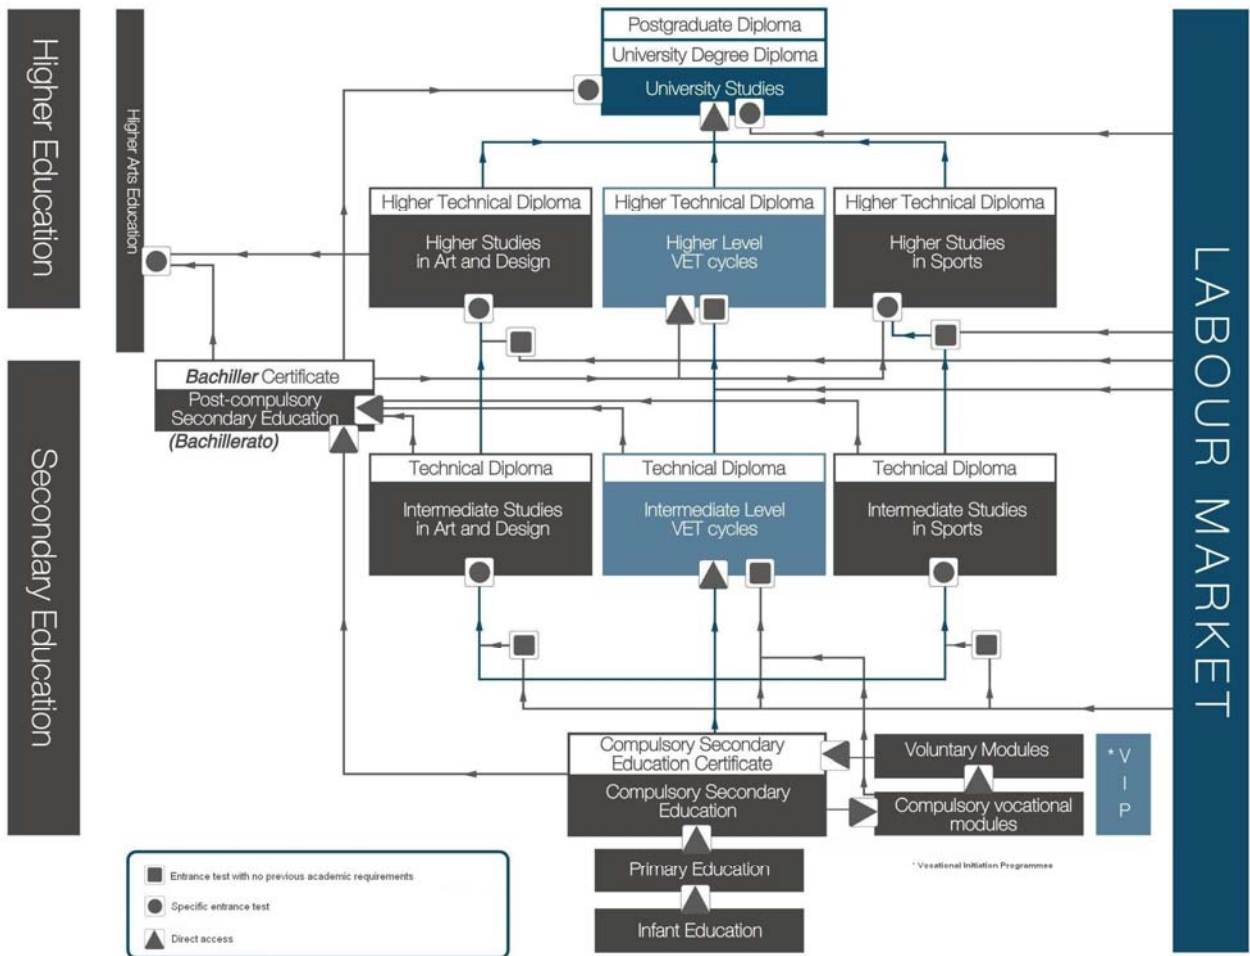 Higher Education
Higher Arts Education
Postgraduate Diploma
University Degree Diploma
University Studies
Higher Technical Diploma
Higher Studies
in Art and Design
Higher Technical Diploma
Higher Level
VET cycles
Higher Technical Diploma
Higher Studies
in Sports
LABOUR MARKET
Secondary Education
Bachiller Certificate
Post-compulsory
Secondary Education
(Bachillerato)
Technical Diploma
Intermediate Studies
in Art and Design
Technical Diploma
Intermediate Level
VET cycles
Technical Diploma
Intermediate Studies
in Sports
Compulsory Secondary
Education Certificate
Compulsory Secondary
Education
Voluntary Modules
Compulsory vocational
modules
* V
I
P
Primary Education
Infant Education
* Vocational Initiation Programmes
Entrance test with no previous academic requirements
Specific entrance test
Direct access